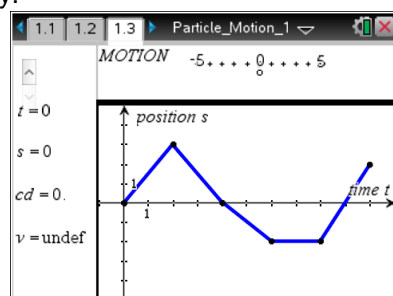 y.
1.1 1.2 1.3 Particle_Motion_1
MOTION -5 . . . . 0 . . . . 5
t = 0
position s
s = 0
1
cd = 0.
time t
1
v = undef